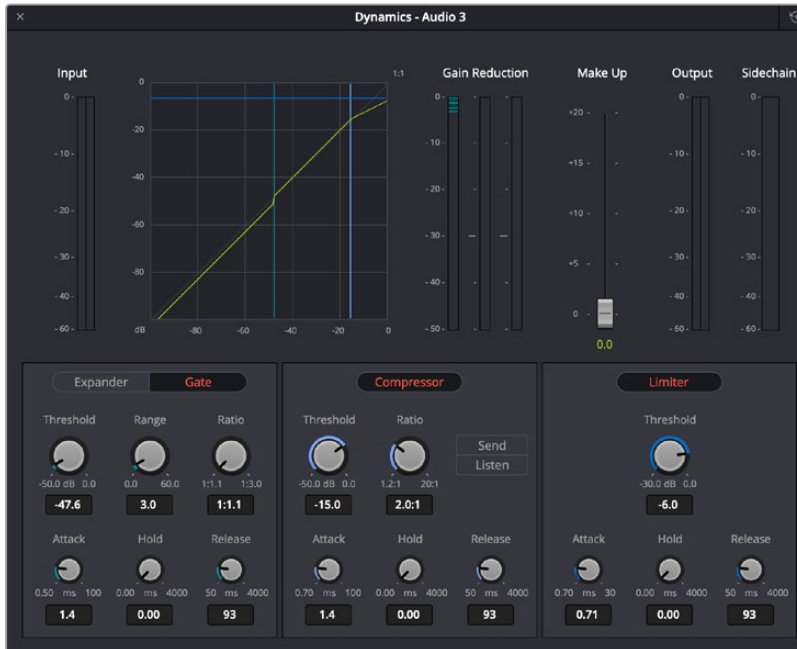 Dynamics - Audio 3
Input
Gain Reduction
Make Up
Output
Sidechain
1:1
0
-20
-40
-60
-80
dB -80 -60 -40 -20 0
0-
-10-
-20-
-30-
-40-
-60-
0-
-10-
-20-
-30-
-40-
-50-
+20
+15
+10
+5
0
0.0
0-
-10-
-20-
-30-
-40-
-60-
0-
-10-
-20-
-30-
-40-
-60-
Expander Gate
Threshold Range Ratio
-50.0 dB 0.0 0.0 60.0 1:1.1 1:3.0
-47.6 3.0 1:1.1
Attack Hold Release
0.50 ms 100 0.00 ms 4000 50 ms 4000
1.4 0.00 93
Compressor
Threshold Ratio
-50.0 dB 0.0 1.2:1 20:1
-15.0 2.0:1
Send
Listen
Attack Hold Release
0.70 ms 100 0.00 ms 4000 50 ms 4000
1.4 0.00 93
Limiter
Threshold
-30.0 dB 0.0
-6.0
Attack Hold Release
0.70 ms 30 0.00 ms 4000 50 ms 4000
0.71 0.00 93